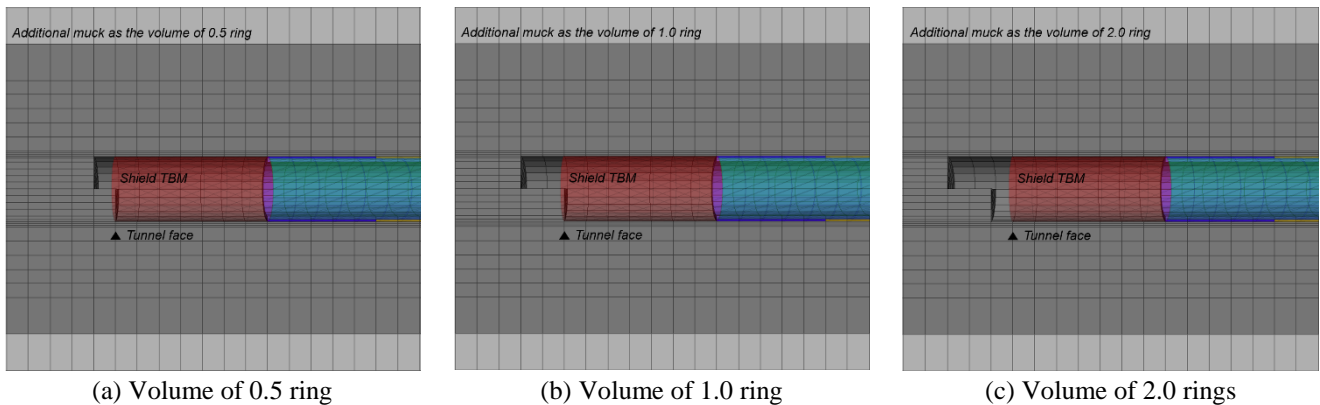 Additional muck as the volume of 0.5 ring
Shield TBM
▲ Tunnel face
(a) Volume of 0.5 ring
Additional muck as the volume of 1.0 ring
Shield TBM
▲ Tunnel face
(b) Volume of 1.0 ring
Additional muck as the volume of 2.0 ring
Shield TBM
▲ Tunnel face
(c) Volume of 2.0 rings